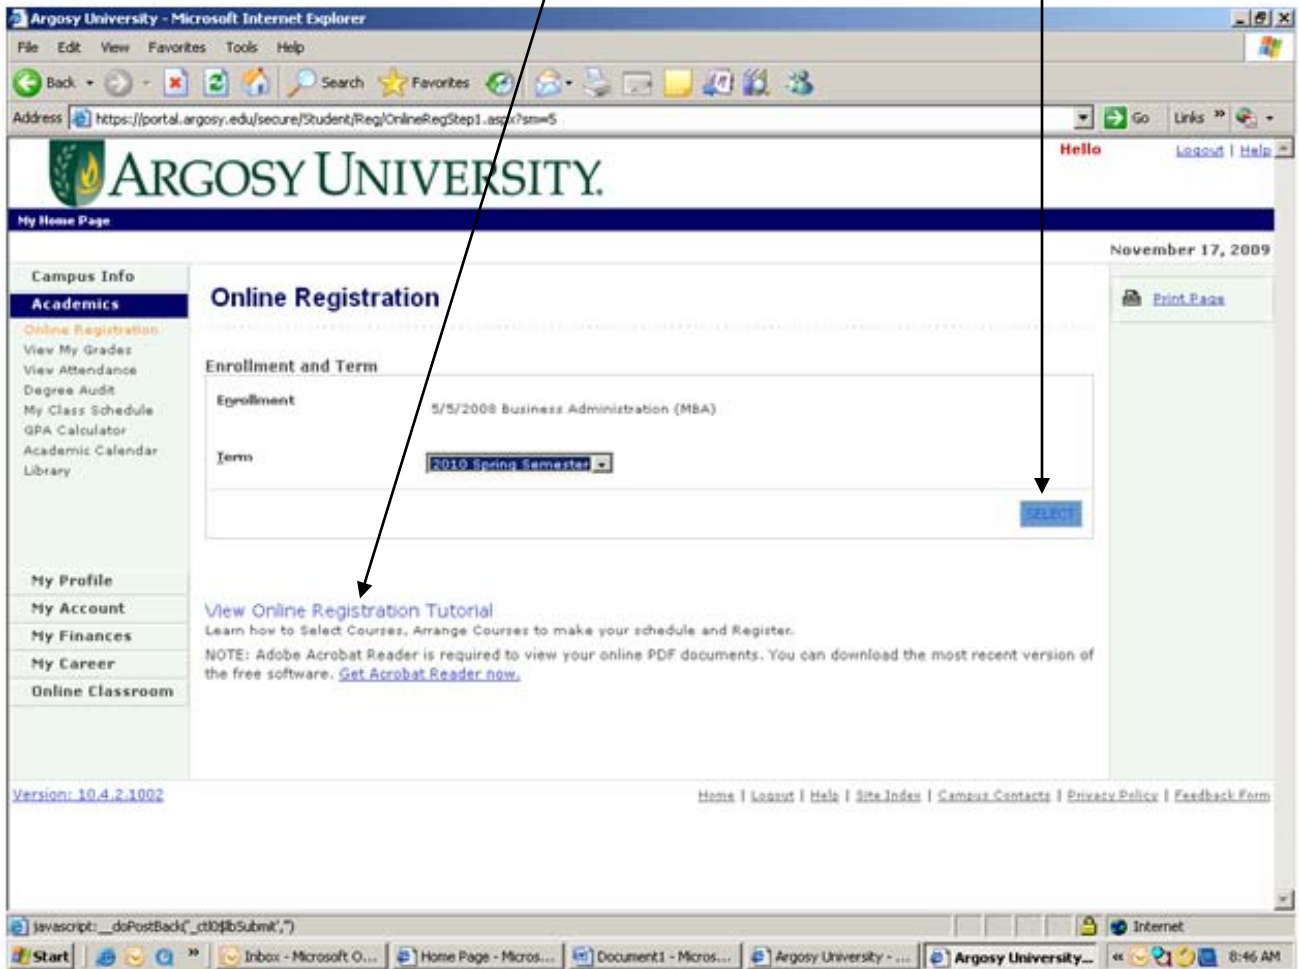 Argosy University - Microsoft Internet Explorer
File Edit View Favorites Tools Help
Back Search Favorites
Address https://portal.argosy.edu/secure/Student/Reg/OnlineRegStep1.aspx?sm=5 Go Links »
ARGOSY UNIVERSITY.
Hello Logout | Help
My Home Page
November 17, 2009
Campus Info
Academics
Online Registration
View My Grades
View Attendance
Degree Audit
My Class Schedule
GPA Calculator
Academic Calendar
Library
My Profile
My Account
My Finances
My Career
Online Classroom
Online Registration
Enrollment and Term
Enrollment 5/5/2008 Business Administration (MBA)
Term 2010 Spring Semester
SELECT
View Online Registration Tutorial
Learn how to Select Courses, Arrange Courses to make your schedule and Register.
NOTE: Adobe Acrobat Reader is required to view your online PDF documents. You can download the most recent version of
the free software. Get Acrobat Reader now.
Print Page
Version: 10.4.2.1002
Home | Logout | Help | Site Index | Campus Contacts | Privacy Policy | Feedback Form
javascript:__doPostBack('_ctl0$lbSubmit','') Internet
Start » Inbox - Microsoft O... Home Page - Micros... Document1 - Micros... Argosy University - ... Argosy University... « 8:46 AM